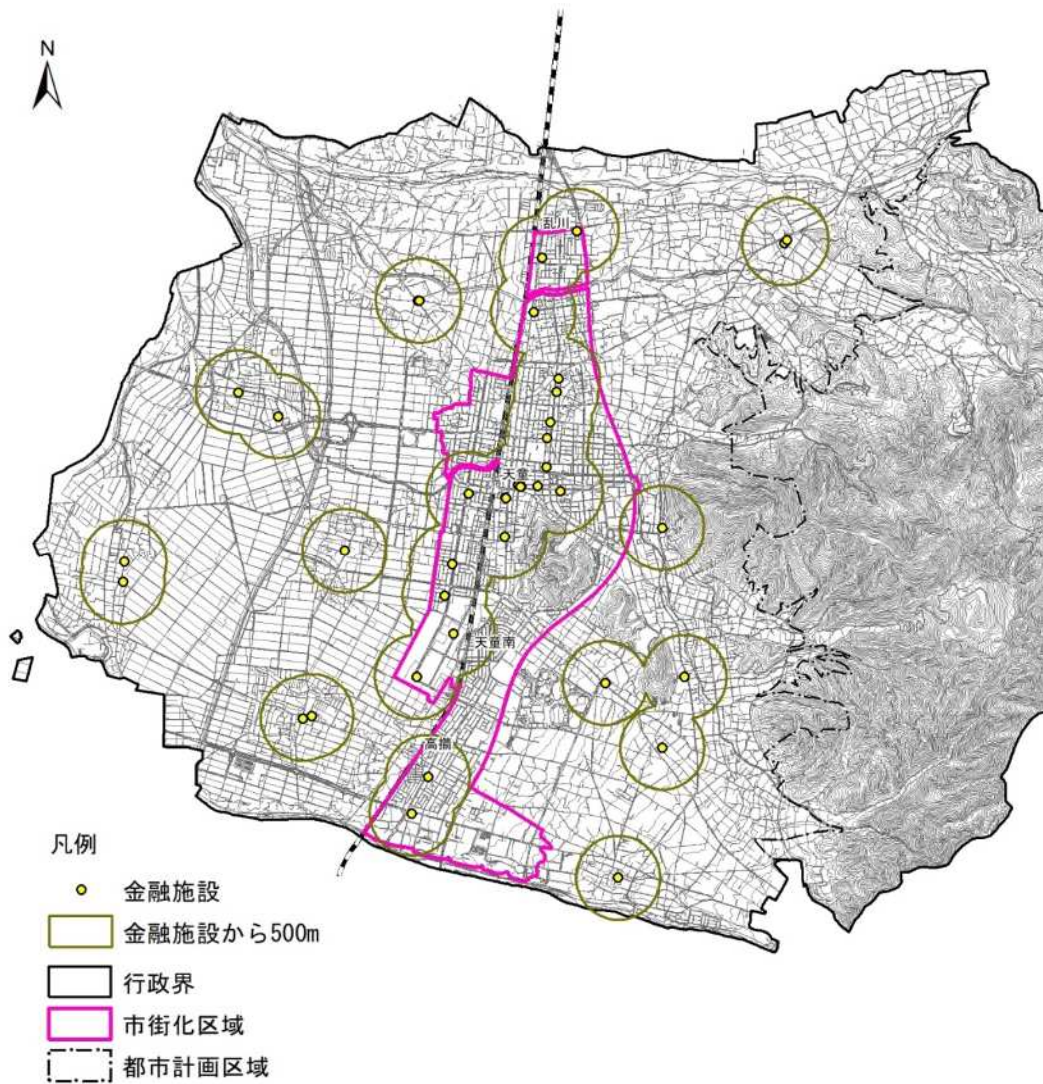 N
乱川
天童
天童南
高擶
凡例
金融施設
金融施設から500m
行政界
市街化区域
都市計画区域